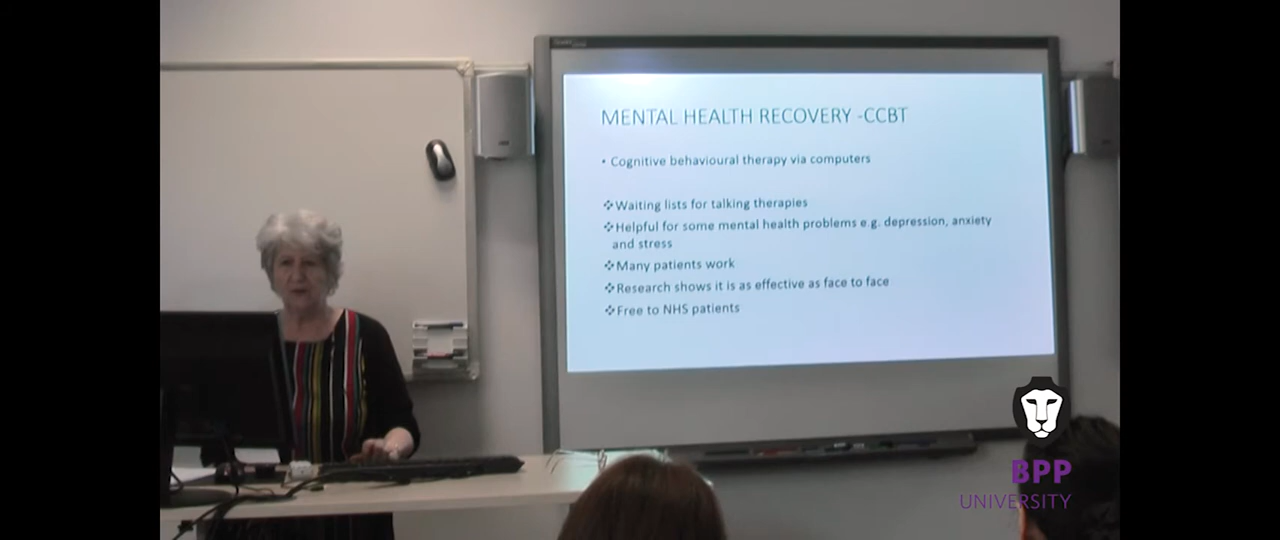 MENTAL HEALTH RECOVERY -CCBT
• Cognitive behavioural therapy via computers
❖Waiting lists for talking therapies
❖Helpful for some mental health problems e.g. depression, anxiety
and stress
❖Many patients work
❖Research shows it is as effective as face to face
❖Free to NHS patients
BPP
UNIVERSITY